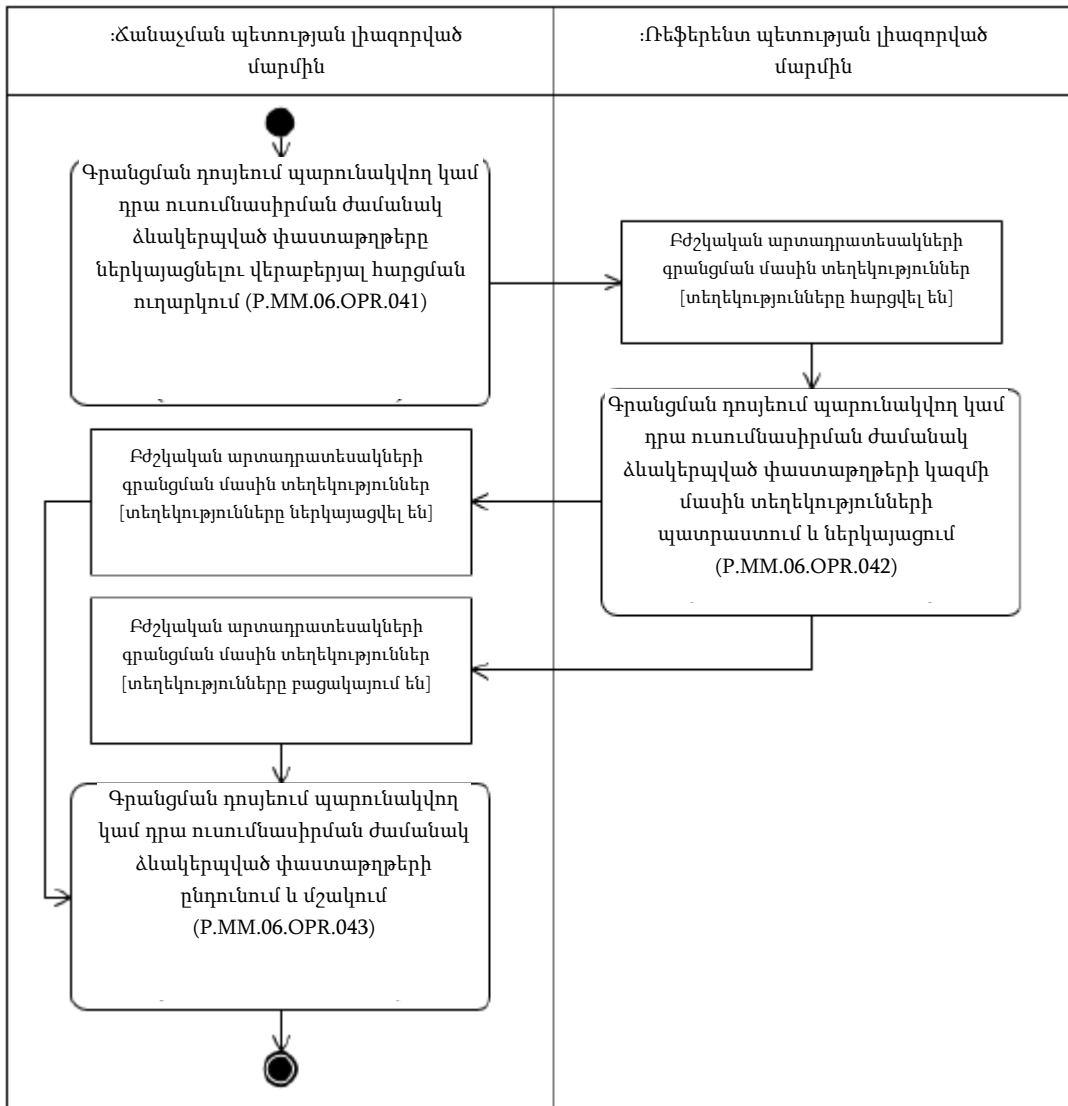 :Ճանաչման պետության լիազորված
մարմին
:Ռեֆերենտ պետության լիազորված
մարմին
Գրանցման դոսյեում պարունակվող կամ
դրա ուսումնասիրման ժամանակ
ձևակերպված փաստաթղթերը
ներկայացնելու վերաբերյալ հարցման
ուղարկում (P.MM.06.OPR.041)
Բժշկական արտադրատեսակների
գրանցման մասին տեղեկություններ
[տեղեկությունները հարցվել են]
Գրանցման դոսյեում պարունակվող կամ
դրա ուսումնասիրման ժամանակ
ձևակերպված փաստաթղթերի կազմի
մասին տեղեկությունների
պատրաստում և ներկայացում
(P.MM.06.OPR.042)
Բժշկական արտադրատեսակների
գրանցման մասին տեղեկություններ
[տեղեկությունները ներկայացվել են]
Բժշկական արտադրատեսակների
գրանցման մասին տեղեկություններ
[տեղեկությունները բացակայում են]
Գրանցման դոսյեում պարունակվող
կամ դրա ուսումնասիրման ժամանակ
ձևակերպված փաստաթղթերի
ընդունում և մշակում
(P.MM.06.OPR.043)